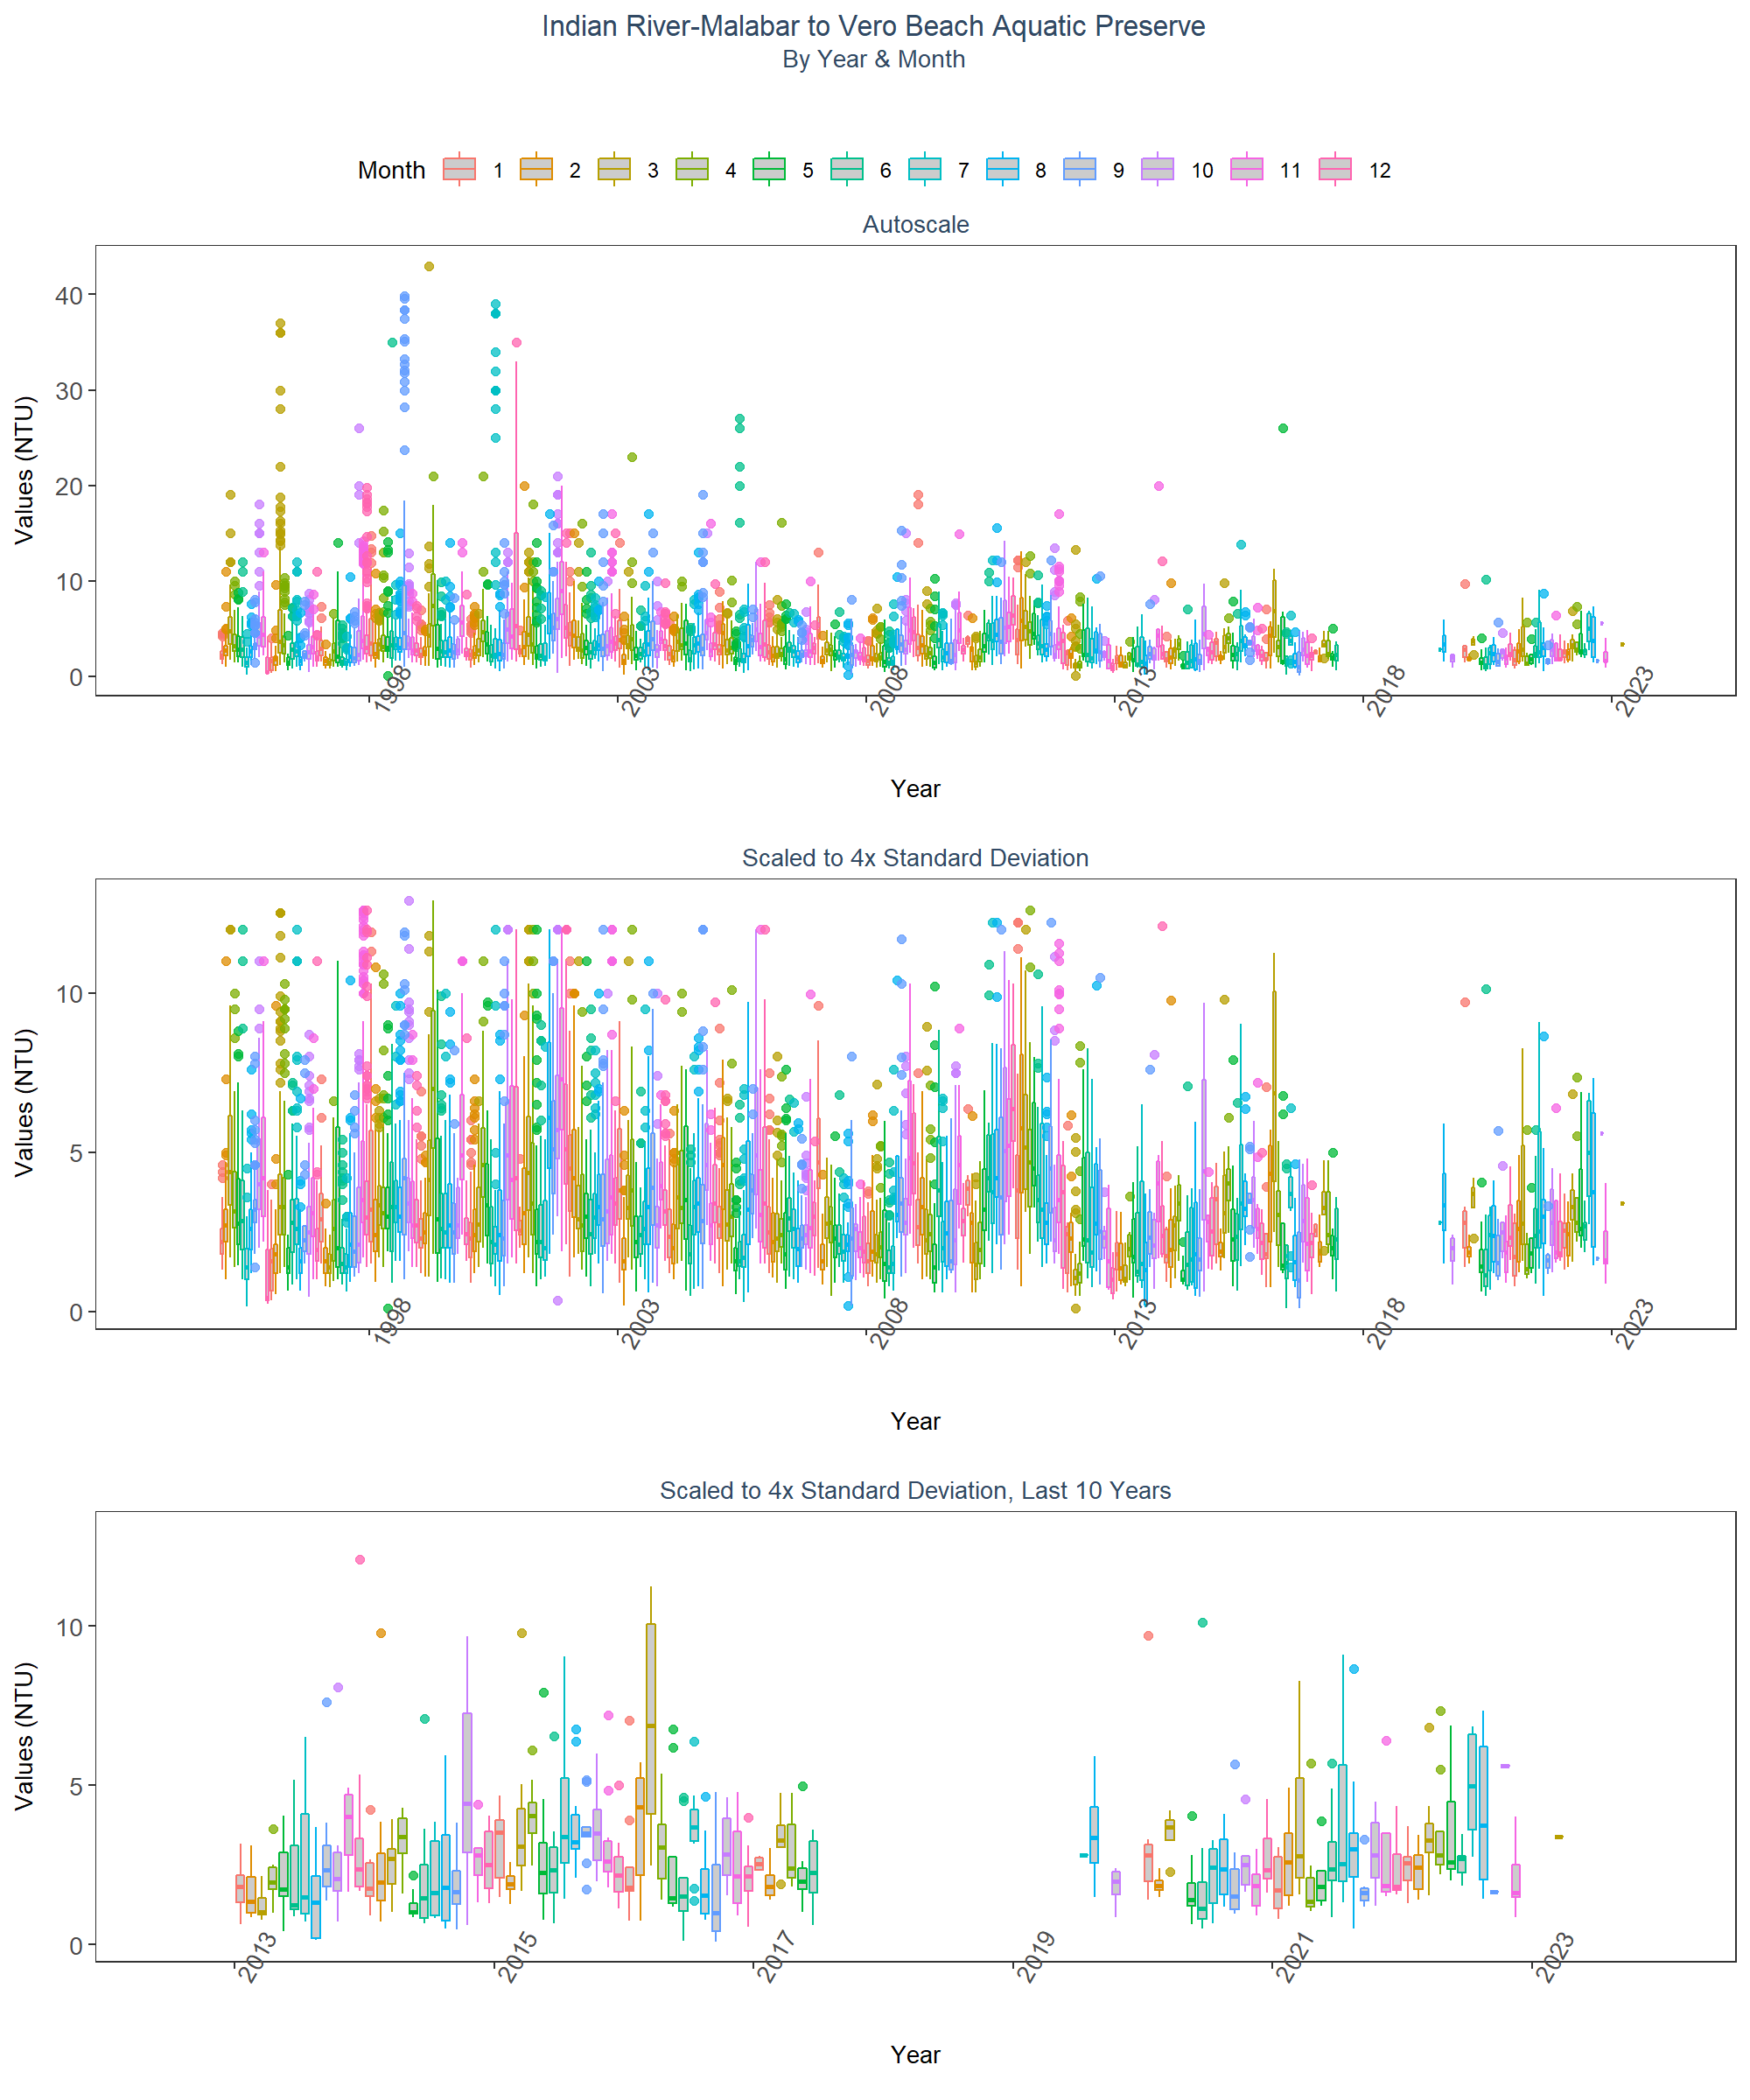 Indian River-Malabar to Vero Beach Aquatic Preserve
By Year & Month
Month 1 2 3 4 5 6 7 8 9 10 11 12
Autoscale
Values (NTU)
40
30
20
10
0
1998 2003 2008 2013 2018 2023
Year
Scaled to 4x Standard Deviation
Values (NTU)
10
5
0
1998 2003 2008 2013 2018 2023
Year
Scaled to 4x Standard Deviation, Last 10 Years
Values (NTU)
10
5
0
2013 2015 2017 2019 2021 2023
Year